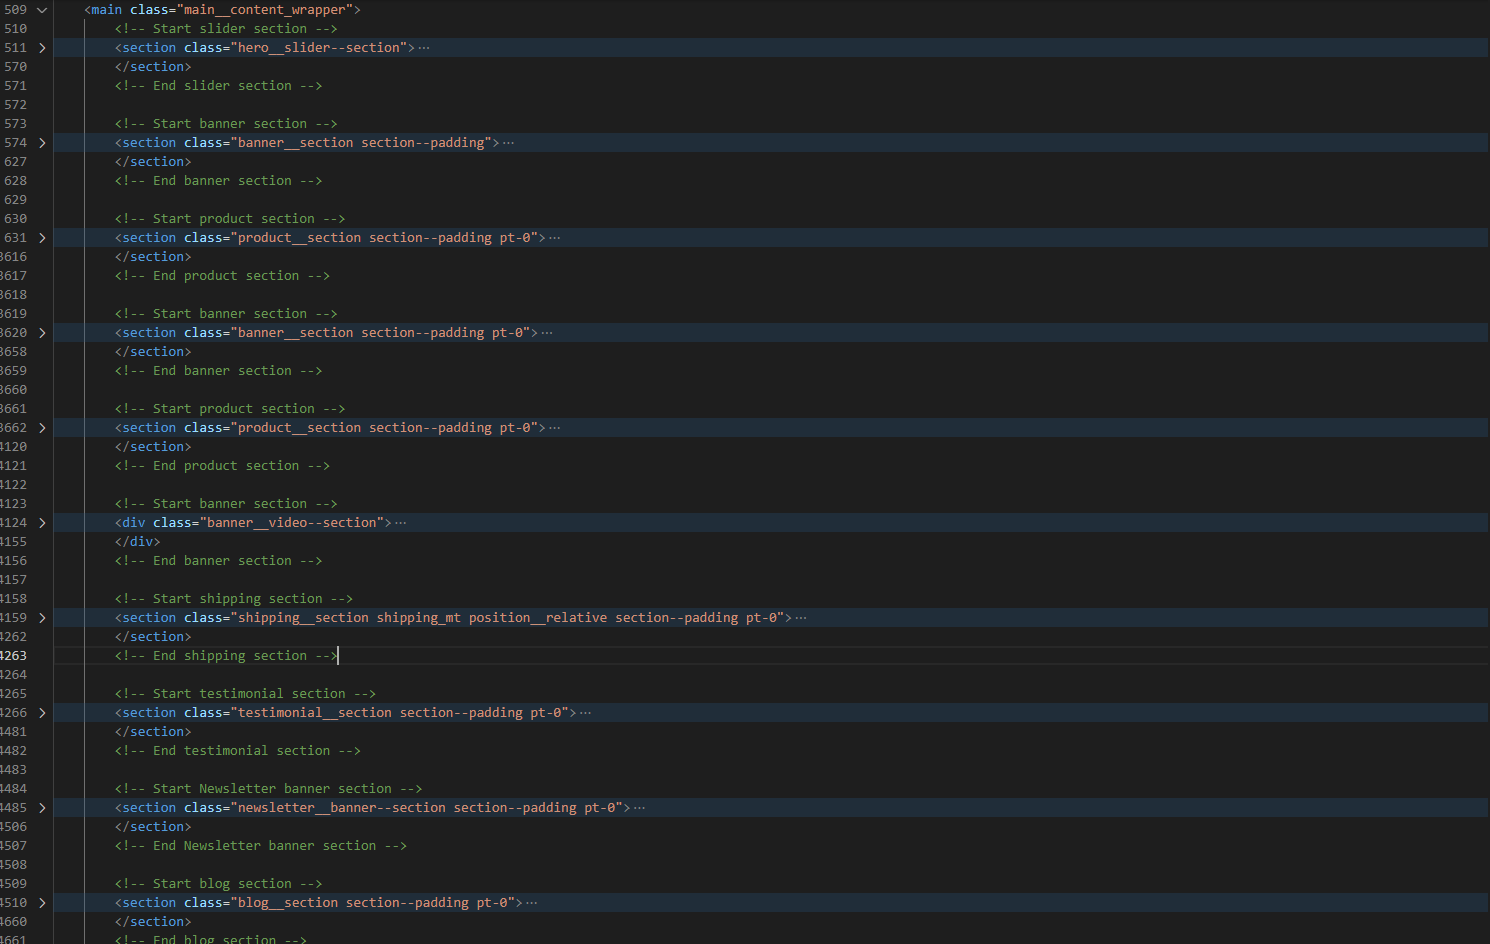 509 <main class="main__content_wrapper">
510 <!-- Start slider section -->
511 <section class="hero__slider--section">···
570 </section>
571 <!-- End slider section -->
572
573 <!-- Start banner section -->
574 <section class="banner__section section--padding">···
627 </section>
628 <!-- End banner section -->
629
630 <!-- Start product section -->
631 <section class="product__section section--padding pt-0">···
3616 </section>
3617 <!-- End product section -->
3618
3619 <!-- Start banner section -->
3620 <section class="banner__section section--padding pt-0">···
3658 </section>
3659 <!-- End banner section -->
3660
3661 <!-- Start product section -->
3662 <section class="product__section section--padding pt-0">···
4120 </section>
4121 <!-- End product section -->
4122
4123 <!-- Start banner section -->
4124 <div class="banner__video--section">···
4155 </div>
4156 <!-- End banner section -->
4157
4158 <!-- Start shipping section -->
4159 <section class="shipping__section shipping_mt position__relative section--padding pt-0">···
4262 </section>
4263 <!-- End shipping section -->
4264
4265 <!-- Start testimonial section -->
4266 <section class="testimonial__section section--padding pt-0">···
4481 </section>
4482 <!-- End testimonial section -->
4483
4484 <!-- Start Newsletter banner section -->
4485 <section class="newsletter__banner--section section--padding pt-0">···
4506 </section>
4507 <!-- End Newsletter banner section -->
4508
4509 <!-- Start blog section -->
4510 <section class="blog__section section--padding pt-0">···
4660 </section>
4661 <!-- End blog section -->